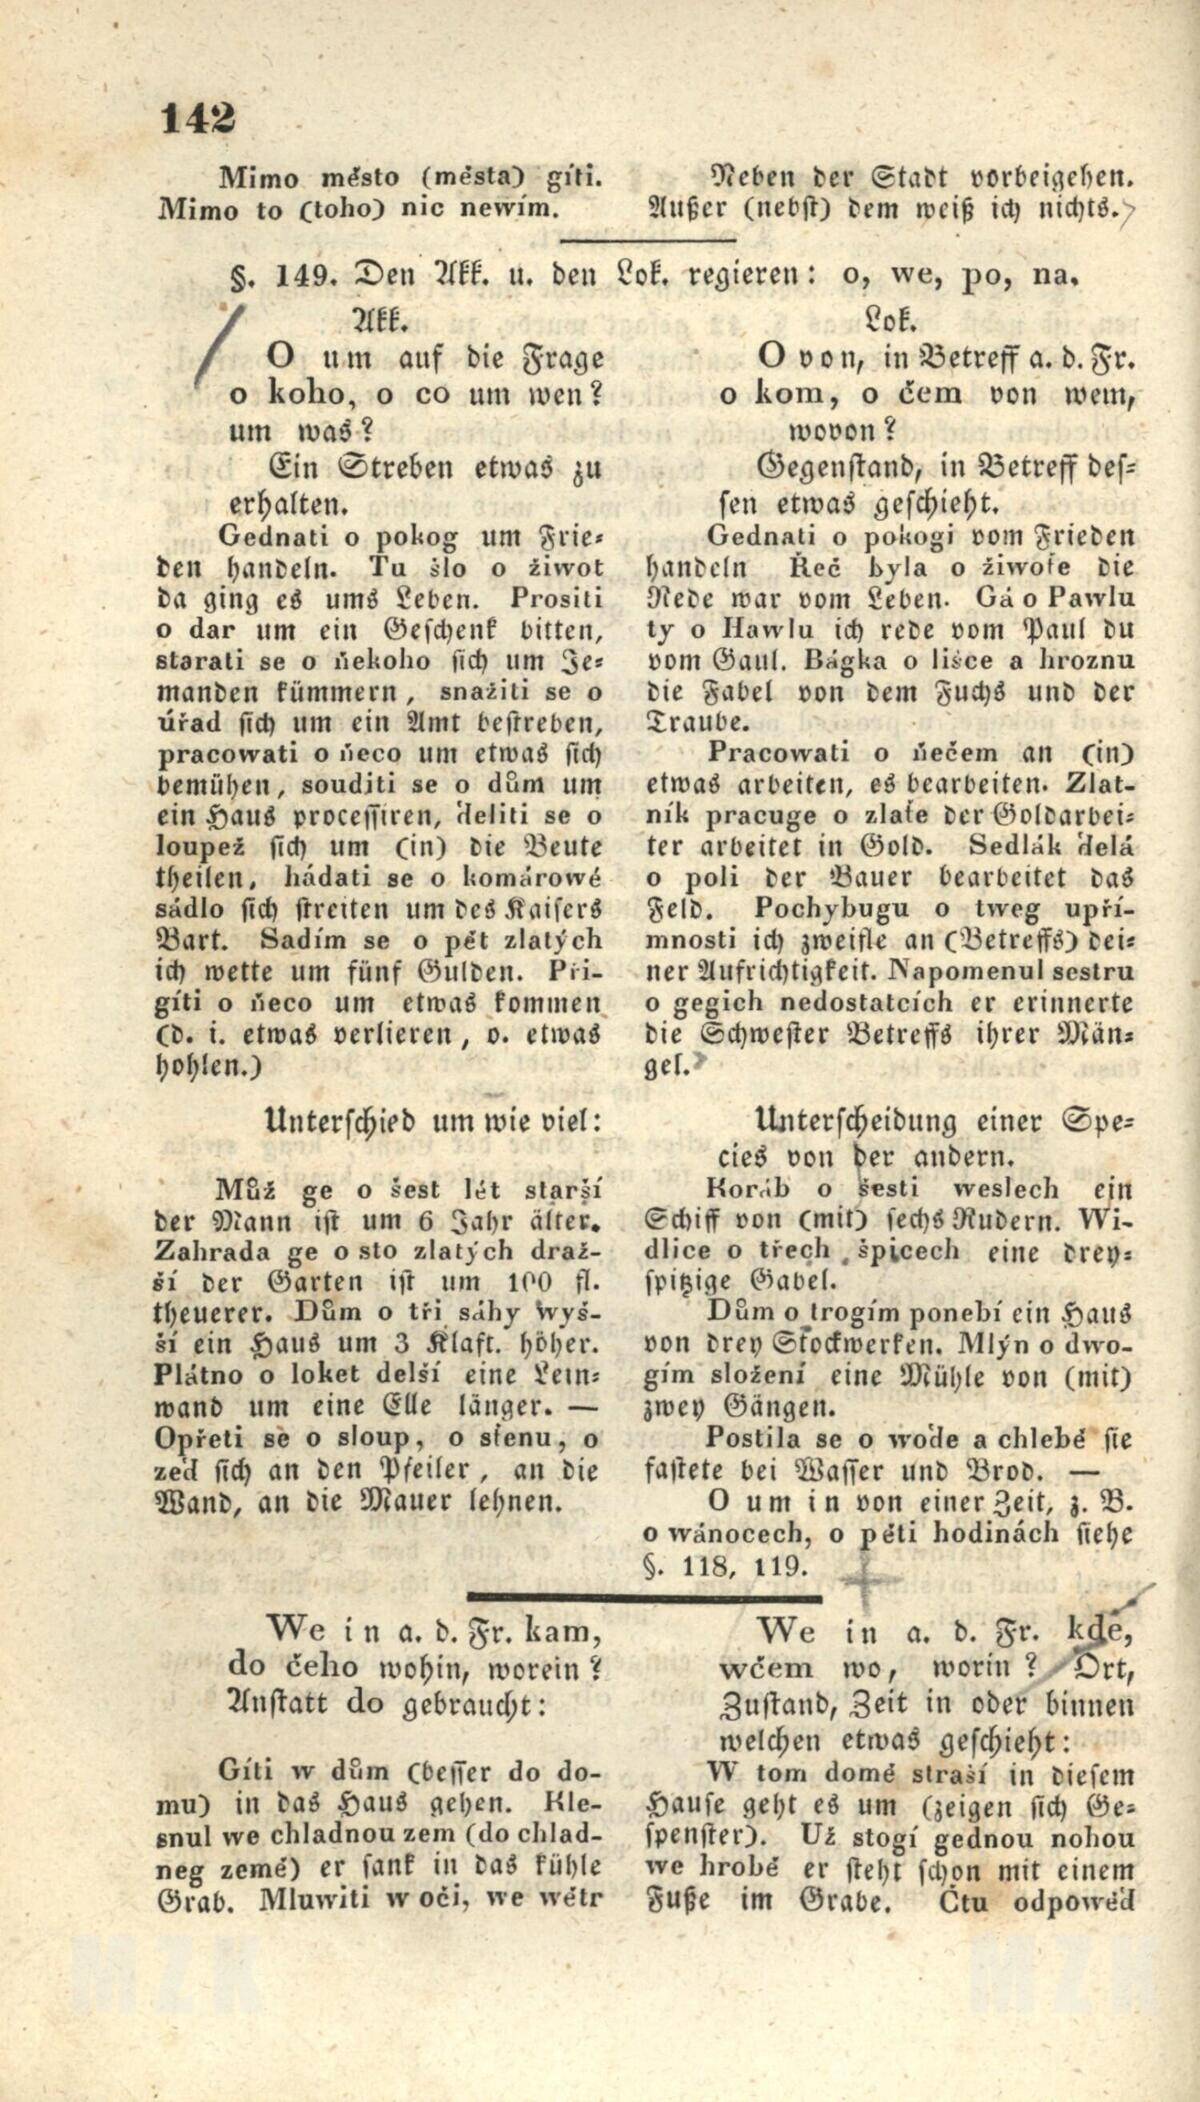 142
Mimo město (města) gíti.
Mimo to (toho) nic newím.
Neben der Stadt vorbeigehen.
Außer (nebst) dem weiß ich nichts.
§. 149. Den Akk. u. den Lok. regieren: o, we, po, na.
Akk.
O um auf die Frage
o koho, o co um wen?
um was?
Ein Streben etwas zu
erhalten.
Gednati o pokog um Frie-
den handeln. Tu šlo o žiwot
da ging es ums Leben. Prositi
o dar um ein Geschenk bitten,
starati se o ňekoho sich um Je-
manden kümmern, snažiti se o
úřad sich um ein Amt bestreben,
pracowati o ňeco um etwas sich
bemühen, souditi se o dům um
ein Haus processiren, ďeliti se o
loupež sich um (in) die Beute
theilen, hádati se o komárowé
sádlo sich streiten um des Kaisers
Bart. Sadím se o pět zlatých
ich wette um fünf Gulden. Při-
gíti o ňeco um etwas kommen
(d. i. etwas verlieren, o. etwas
hohlen.)
Unterschied um wie viel:
Můž ge o šest lét starší
der Mann ist um 6 Jahr älter.
Zahrada ge o sto zlatých draž-
ší der Garten ist um 100 fl.
theuerer. Dům o tři sáhy wyš-
ší ein Haus um 3 Klaft. höher.
Plátno o loket delší eine Lein-
wand um eine Elle länger. —
Opřeti se o sloup, o sťenu, o
zeď sich an den Pfeiler, an die
Wand, an die Mauer lehnen.
Lok.
O von, in Betreff a. d. Fr.
o kom, o čem von wem,
wovon?
Gegenstand, in Betreff des-
sen etwas geschieht.
Gednati o pokogi vom Frieden
handeln Řeč byla o žiwoťe die
Rede war vom Leben. Gá o Pawlu
ty o Hawlu ich rede vom Paul du
vom Gaul. Bágka o lišce a hroznu
die Fabel von dem Fuchs und der
Traube.
Pracowati o ňečem an (in)
etwas arbeiten, es bearbeiten. Zlat-
ník pracuge o zlaťe der Goldarbei-
ter arbeitet in Gold. Sedlák ďelá
o poli der Bauer bearbeitet das
Feld. Pochybugu o tweg upří-
mnosti ich zweifle an (Betreffs) dei-
ner Aufrichtigkeit. Napomenul sestru
o gegich nedostatcích er erinnerte
die Schwester Betreffs ihrer Män-
gel.
Unterscheidung einer Spe-
cies von der andern.
Koráb o šesti weslech ein
Schiff von (mit) sechs Rudern. Wi-
dlice o třech špicech eine drey-
spitzige Gabel.
Dům o trogím ponebí ein Haus
von drey Stockwerken. Mlýn o dwo-
gím složení eine Mühle von (mit)
zwey Gängen.
Postila se o woďe a chlebě sie
fastete bei Wasser und Brod. —
O um in von einer Zeit, z. B.
o wánocech, o pěti hodinách siehe
§. 118, 119.
We in a. d. Fr. kam,
do čeho wohin, worein?
Anstatt do gebraucht:
Gíti w dům (besser do do-
mu) in das Haus gehen. Kle-
snul we chladnou zem (do chlad-
neg země) er sank in das kühle
Grab. Mluwiti w oči, we wětr
We in a. d. Fr. kdě,
wčem wo, worin? Ort,
Zustand, Zeit in oder binnen
welchen etwas geschieht:
W tom domě straší in diesem
Hause geht es um (zeigen sich Ge-
spenster). Už stogí gednou nohou
we hrobě er steht schon mit einem
Fuße im Grabe. Čtu odpowěď
MZK
MZK